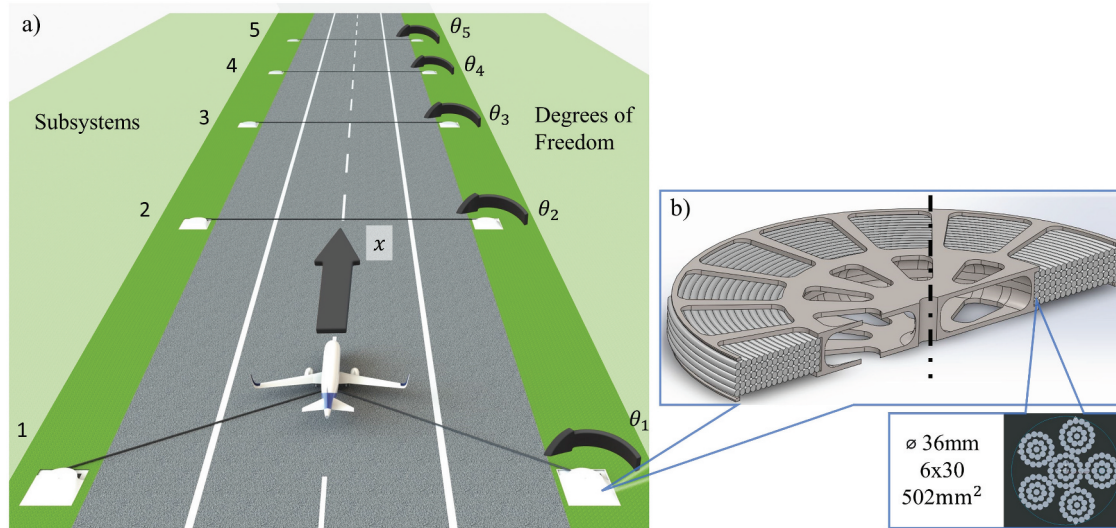 a)
Subsystems
Degrees of
Freedom
5
θ₅
4
θ₄
3
θ₃
2
θ₂
x
1
θ₁
b)
⌀ 36mm
6x30
502mm²